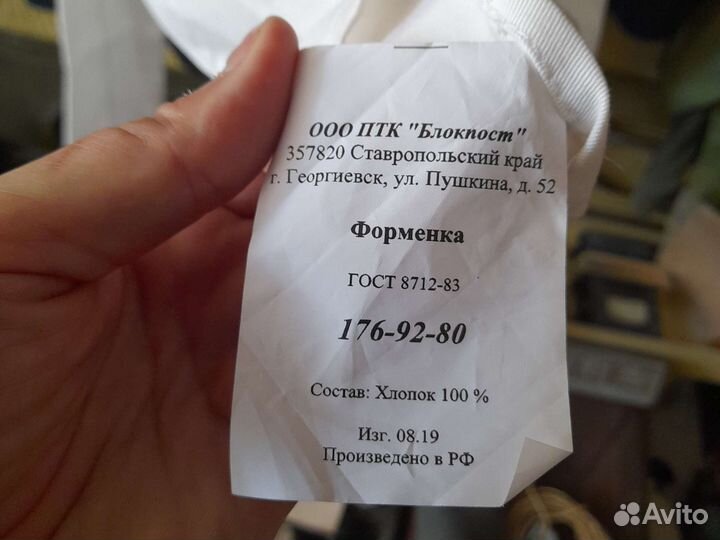 ООО ПТК "Блокпост"
357820 Ставропольский край
г. Георгиевск, ул. Пушкина, д. 52
Форменка
ГОСТ 8712-83
176-92-80
Состав: Хлопок 100 %
Изг. 08.19
Произведено в РФ
Avito